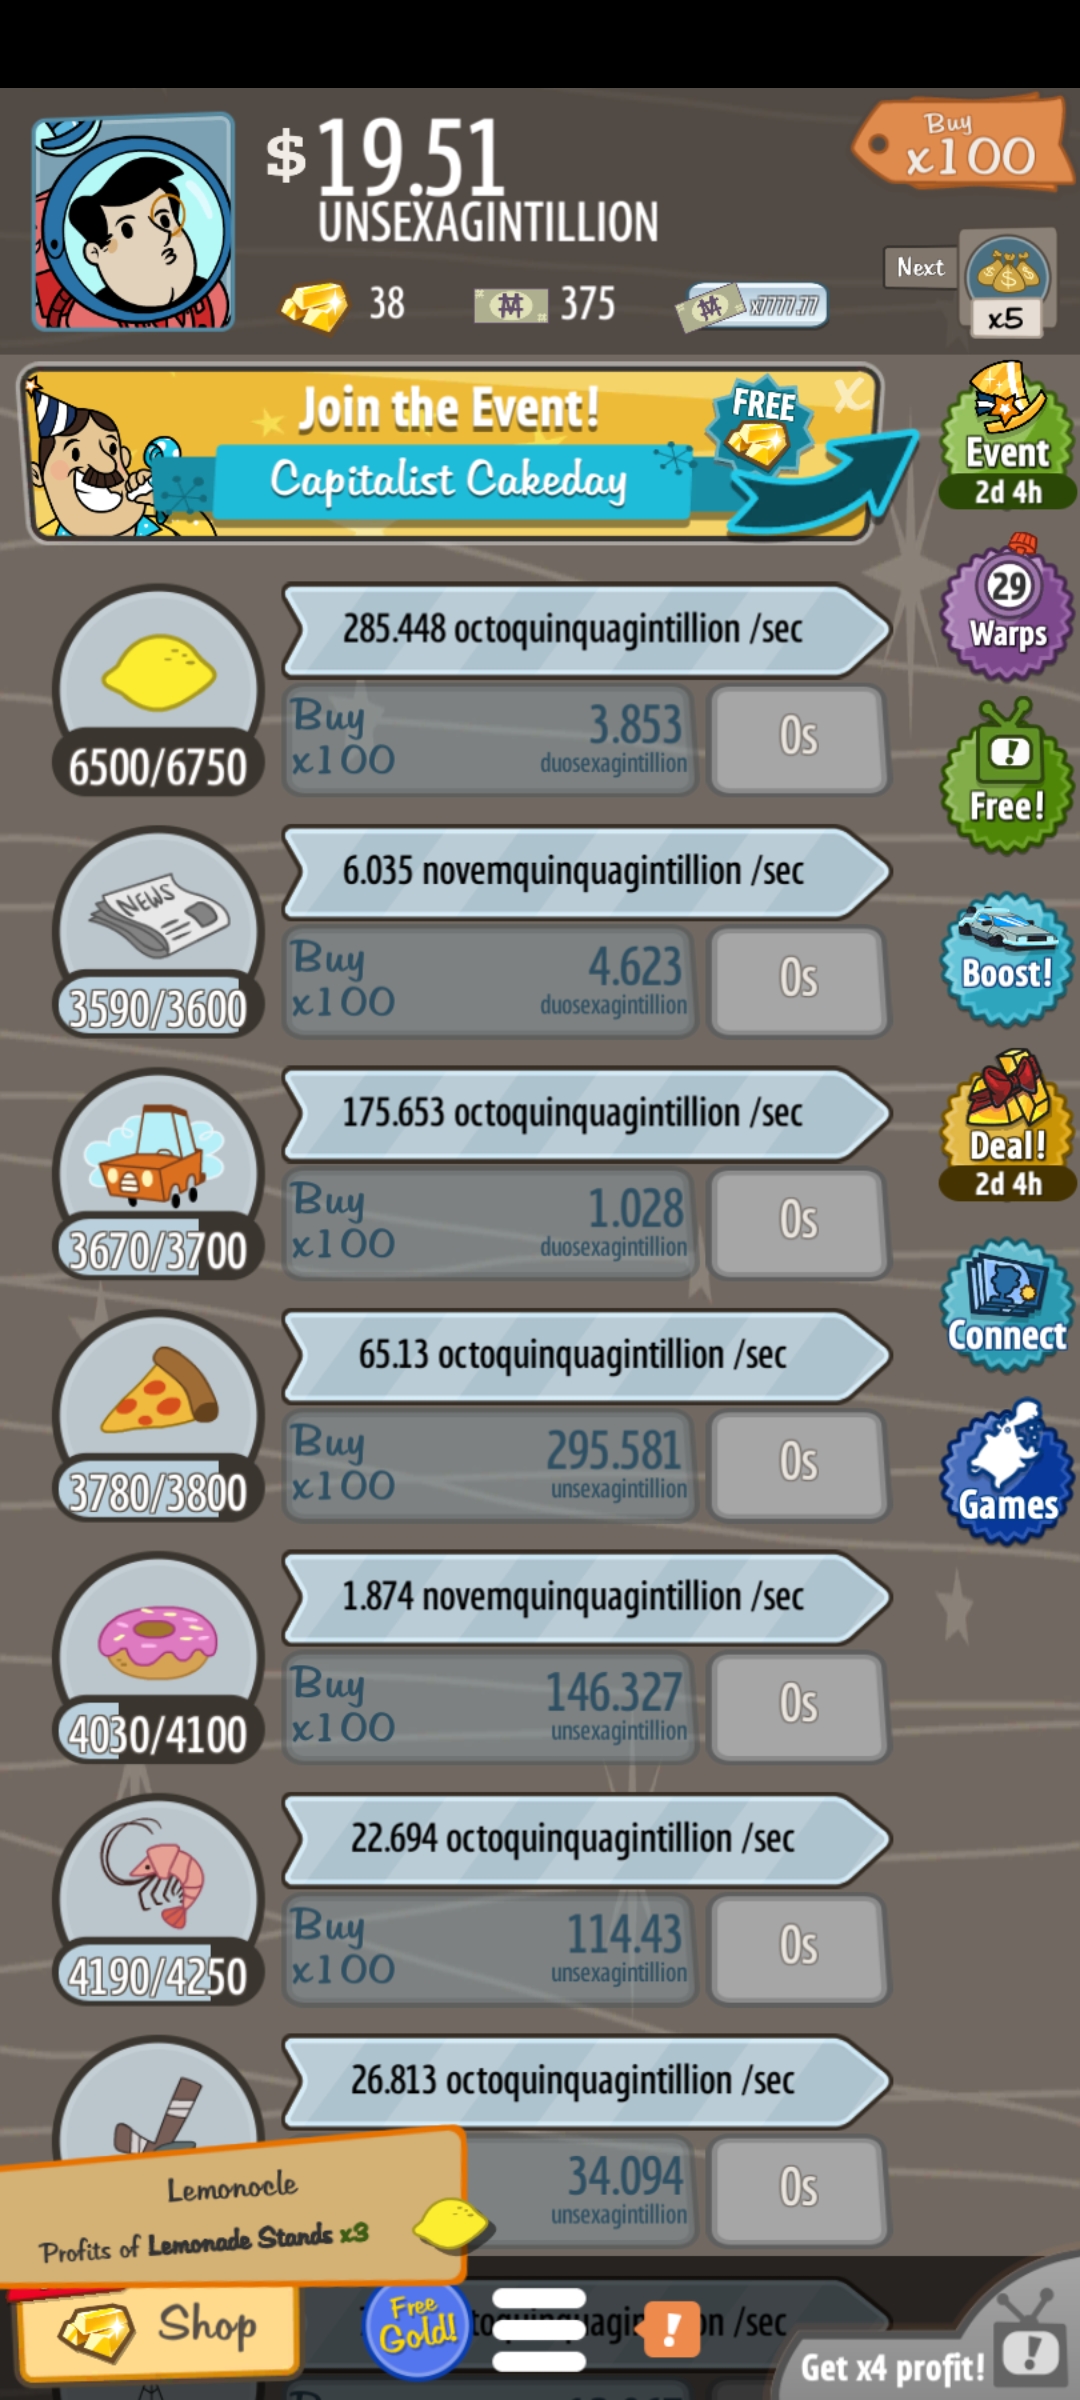 $19.51
UNSEXAGINTILLION
Buy
x100
38
375
x7777.77
Next
x5
Join the Event!
FREE
X
Capitalist Cakeday
Event
2d 4h
285.448 octoquinquagintillion /sec
Buy
x100
3.853
duosexagintillion
0s
6500/6750
29
Warps
Free!
NEWS
6.035 novemquinquagintillion /sec
Buy
x100
4.623
duosexagintillion
0s
3590/3600
Boost!
175.653 octoquinquagintillion /sec
Buy
x100
1.028
duosexagintillion
0s
3670/3700
Deal!
2d 4h
65.13 octoquinquagintillion /sec
Buy
x100
295.581
unsexagintillion
0s
3780/3800
Connect
Games
1.874 novemquinquagintillion /sec
Buy
x100
146.327
unsexagintillion
0s
4030/4100
22.694 octoquinquagintillion /sec
Buy
x100
114.43
unsexagintillion
0s
4190/4250
26.813 octoquinquagintillion /sec
34.094
unsexagintillion
0s
Lemonocle
Profits of Lemonade Stands x3
Shop
Free
Gold!
!
/sec
Get x4 profit!
!